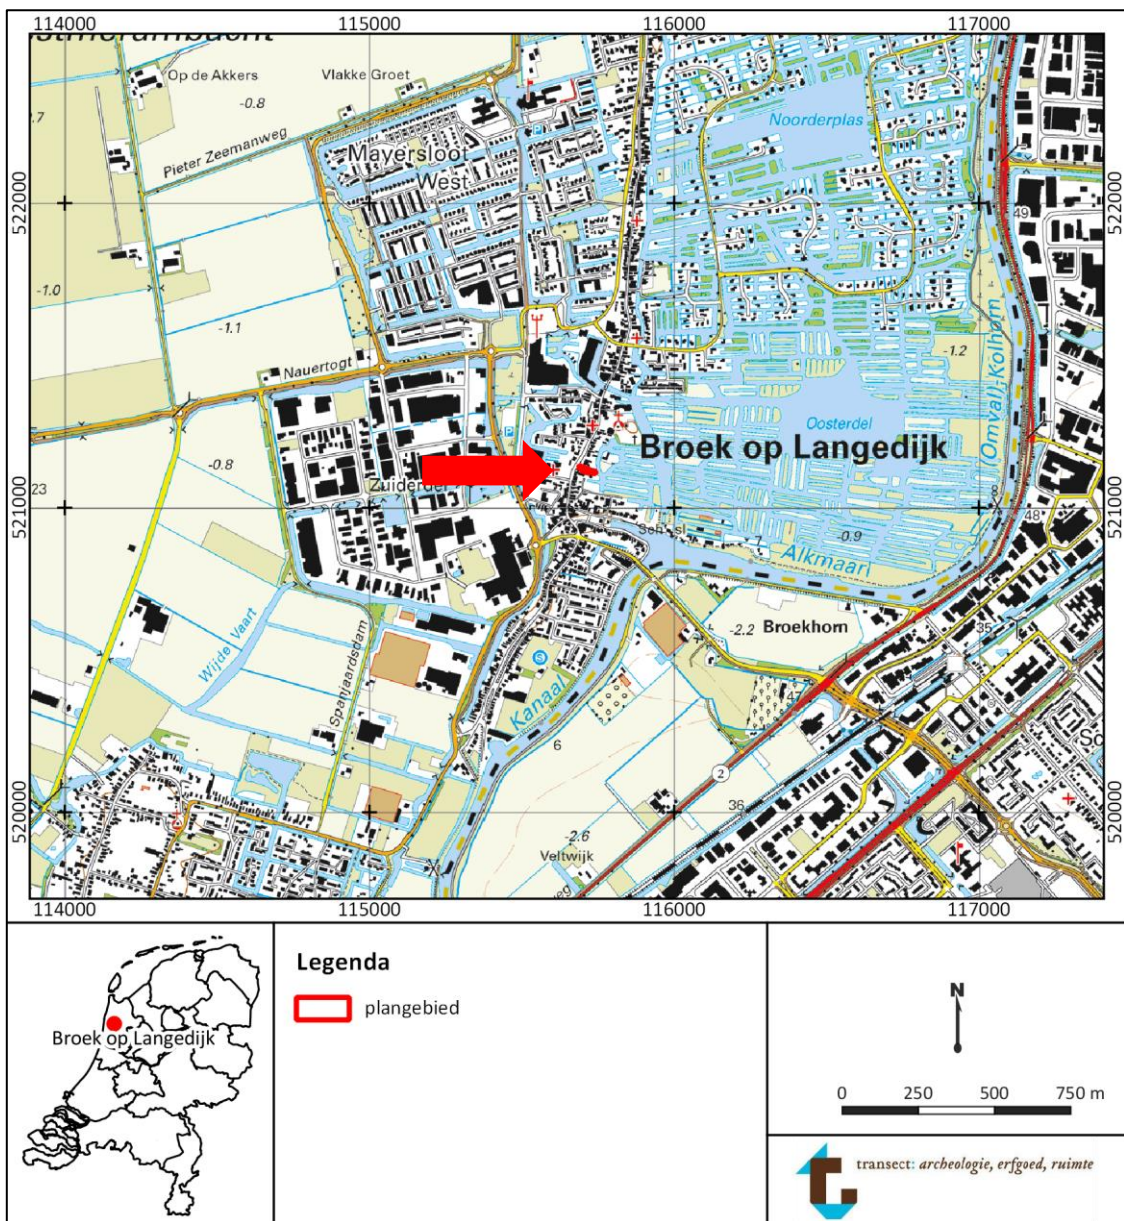 114000 115000 116000 117000
Op de Akkers
Vlakke Groet
-0.8
Pieter Zeemanweg
Mayersloot
West
Noorderplas
522000
522000
49
-1.0
-1.1
Nauertogt
-1.2
(Omval)-Kolhorn
Oosterdel
Broek op Langedijk
-0.8
23
521000
521000
48
7
-0.9
Alkmaar
Wijde Vaart
Spanjaardsdam
-2.2
Broekhorn
35
47
Kanaal
6
2
36
520000
520000
-2.6
Veltwijk
114000 115000 116000 117000
Broek op Langedijk
Legenda
plangebied
N
0 250 500 750 m
transect: archeologie, erfgoed, ruimte